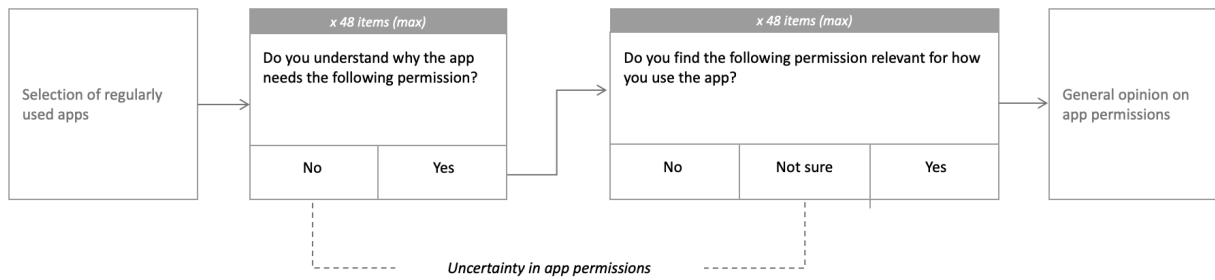 Selection of regularly
used apps
x 48 items (max)
Do you understand why the app
needs the following permission?
No
Yes
x 48 items (max)
Do you find the following permission relevant for how
you use the app?
No
Not sure
Yes
General opinion on
app permissions
Uncertainty in app permissions